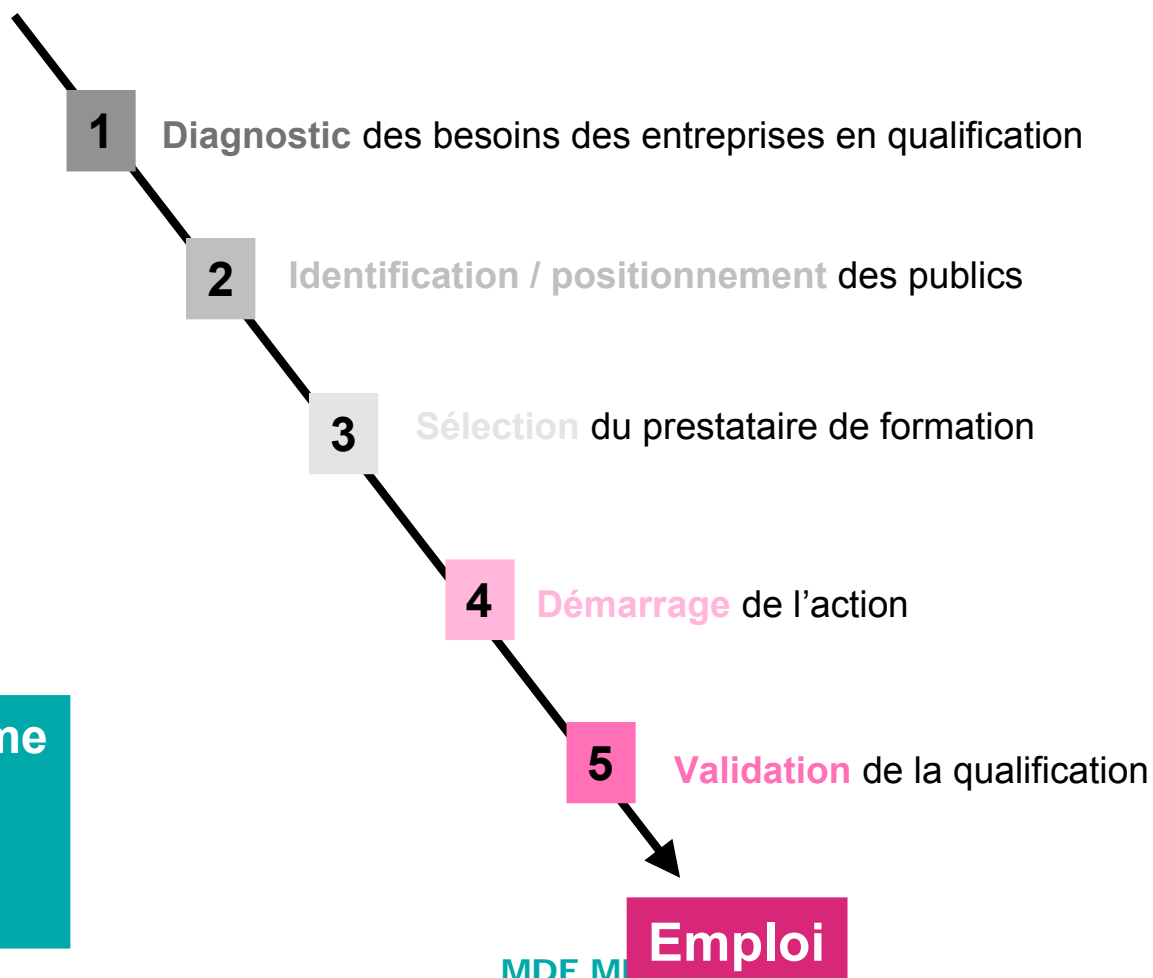 1 Diagnostic des besoins des entreprises en qualification
2 Identification / positionnement des publics
3 Sélection du prestataire de formation
4 Démarrage de l’action
5 Validation de la qualification
Emploi